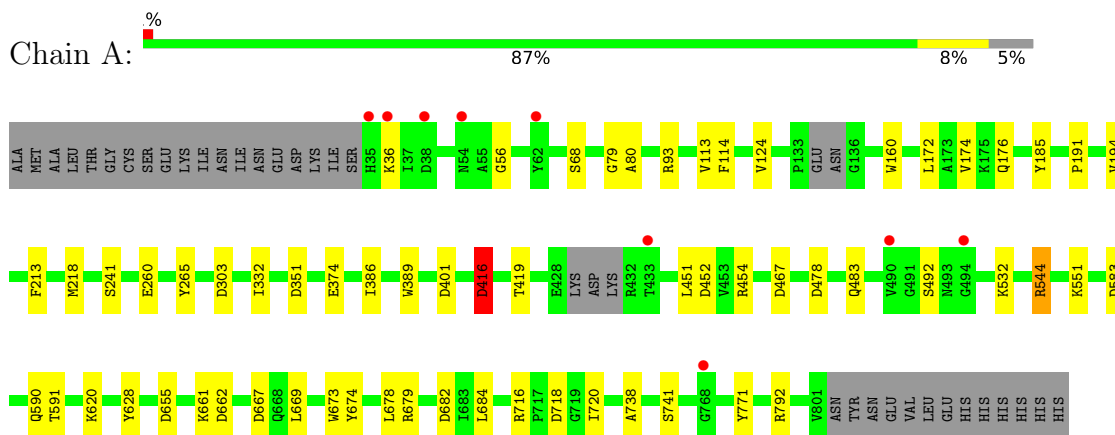 .%
Chain A:
87% 8% 5%
ALA MET ALA LEU THR GLY CYS SER GLU LYS ILE ASN ILE ASN GLU ASP LYS ILE SER H35 K36 I37 D38 N54 A55 G56 Y62 S68 G79 A80 R93 V113 F114 V124 P133 GLU ASN G136 W160 L172 A173 V174 K175 Q176 Y185 P191 V194
F213 M218 S241 E260 Y265 D303 I332 D351 E374 I386 W389 D401 D416 T419 E428 LYS ASP LYS R432 T433 L451 D452 V453 R454 D467 D478 Q483 V490 G491 S492 N493 G494 K532 R544 K551 D583
Q590 T591 K620 Y628 D655 K661 D662 D667 Q668 L669 W673 Y674 L678 R679 D682 I683 L684 R716 P717 D718 G719 I720 A738 S741 G768 Y771 R792 V801 ASN TYR ASN GLU VAL LEU GLU HIS HIS HIS HIS HIS HIS